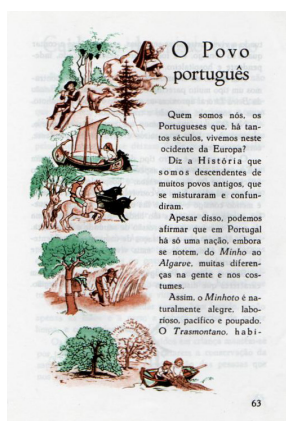 O Povo
português
Quem somos nós, os
Portugueses que, há tan-
tos séculos, vivemos neste
ocidente da Europa?
Diz a História que
somos descendentes de
muitos povos antigos, que
se misturaram e confun-
diram.
Apesar disso, podemos
afirmar que em Portugal
há só uma nação, embora
se notem, do Minho ao
Algarve, muitas diferen-
ças na gente e nos cos-
tumes.
Assim, o Minhoto é na-
turalmente alegre, labo-
rioso, pacífico e poupado.
O Trasmontano, habi-
63